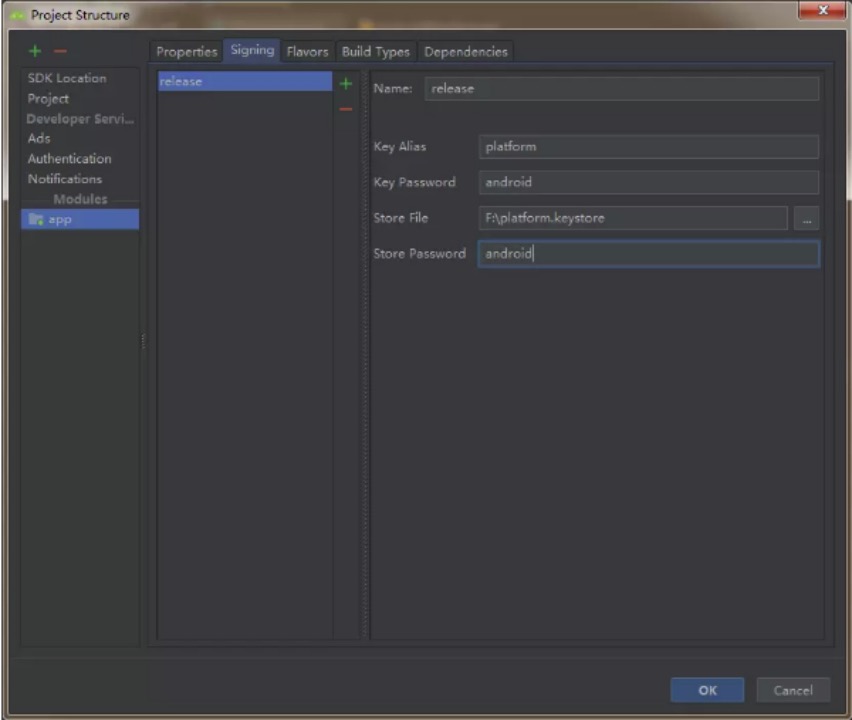 Project Structure
Properties Signing Flavors Build Types Dependencies
SDK Location
Project
Developer Servi...
Ads
Authentication
Notifications
Modules
app
release
Name: release
Key Alias platform
Key Password android
Store File F:\platform.keystore ...
Store Password android
OK Cancel